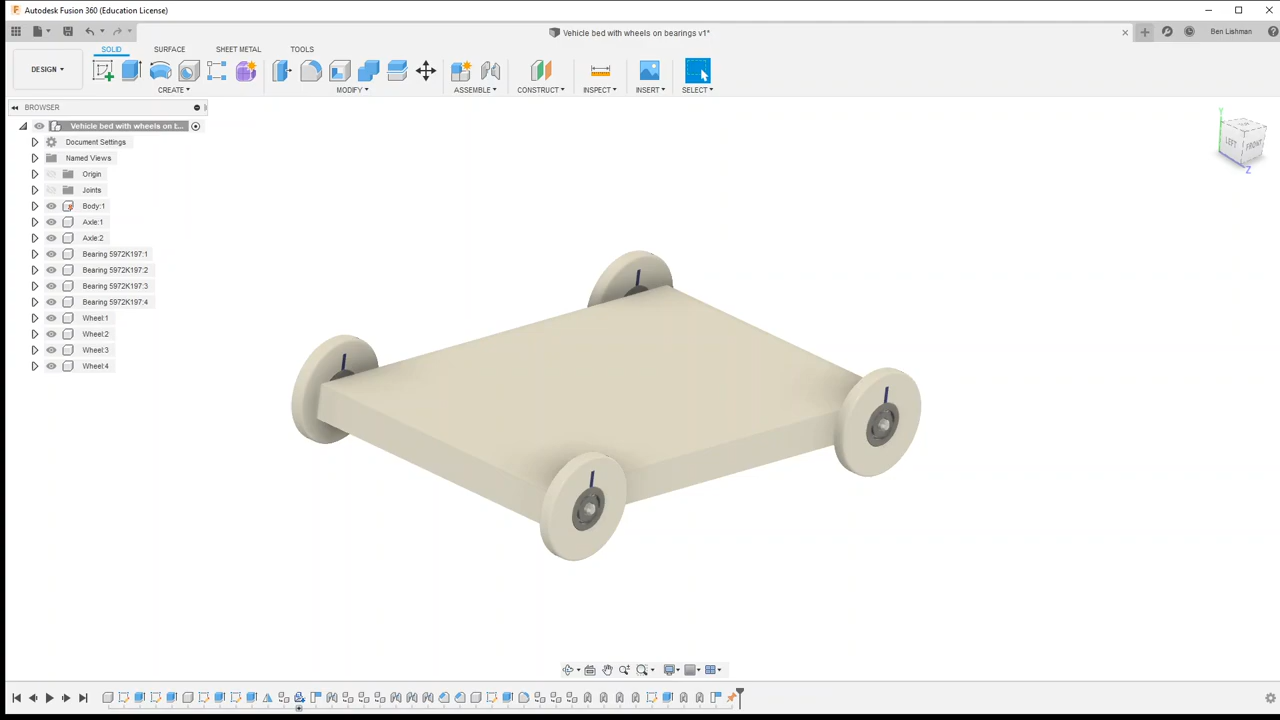 Autodesk Fusion 360 (Education License)
Vehicle bed with wheels on bearings v1*
Ben Lishman
SOLID
SURFACE
SHEET METAL
TOOLS
DESIGN
CREATE
MODIFY
ASSEMBLE
CONSTRUCT
INSPECT
INSERT
SELECT
BROWSER
Vehicle bed with wheels on t...
Document Settings
Named Views
Origin
Joints
Body:1
Axle:1
Axle:2
Bearing 5972K197:1
Bearing 5972K197:2
Bearing 5972K197:3
Bearing 5972K197:4
Wheel:1
Wheel:2
Wheel:3
Wheel:4
Y
LEFT
FRONT
Z